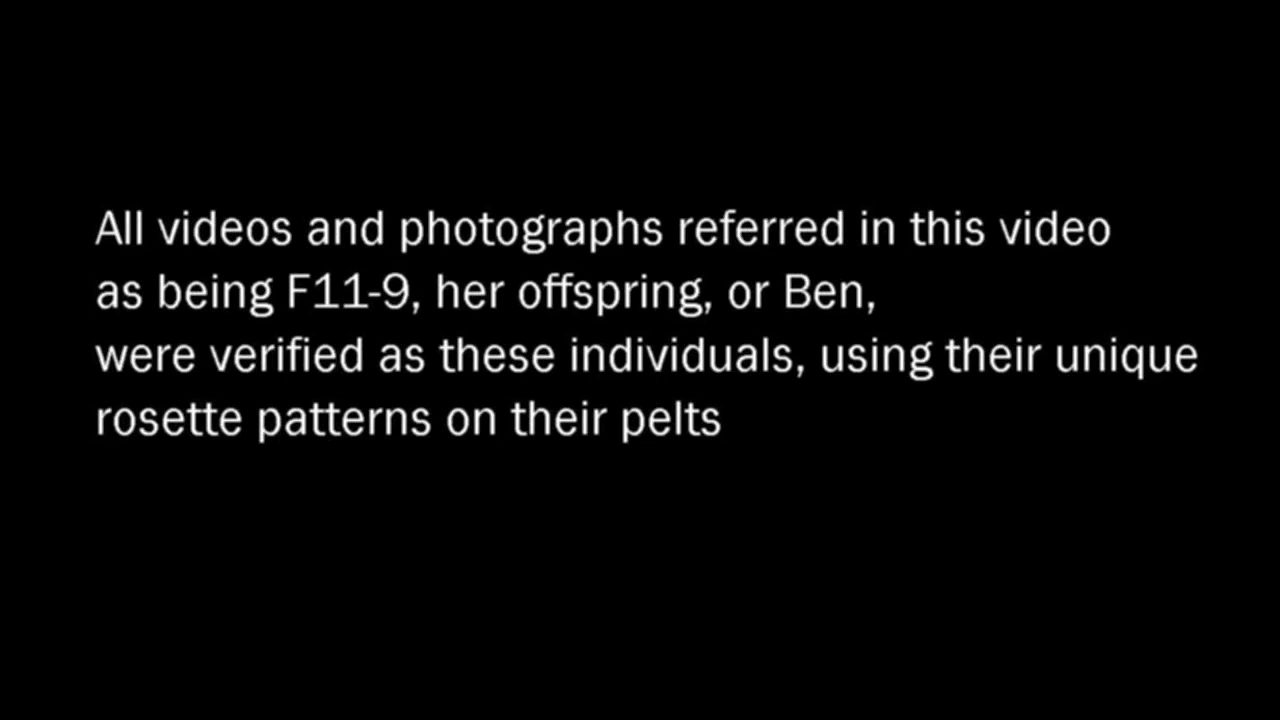 All videos and photographs referred in this video
as being F11-9, her offspring, or Ben,
were verified as these individuals, using their unique
rosette patterns on their pelts